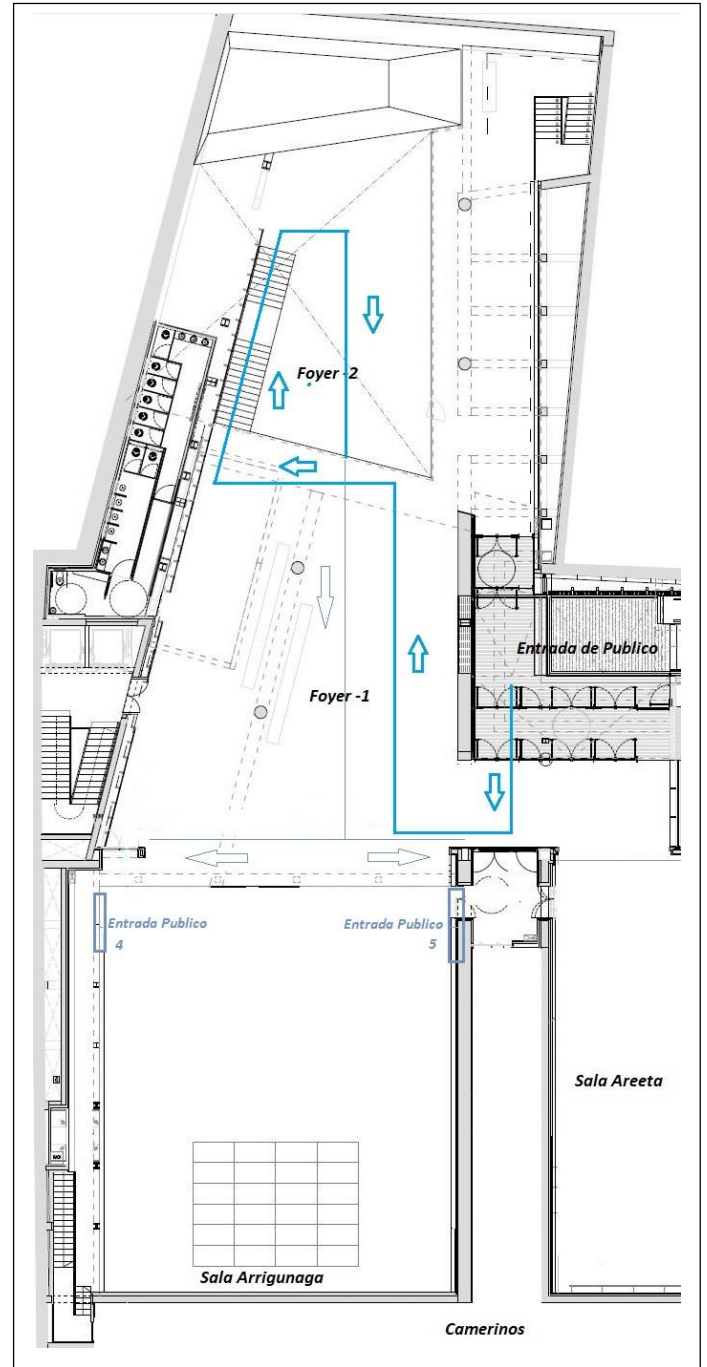 Foyer -2
Entrada de Publico
Foyer -1
Entrada Publico
4
Entrada Publico
5
Sala Areeta
Sala Arrigunaga
Camerinos